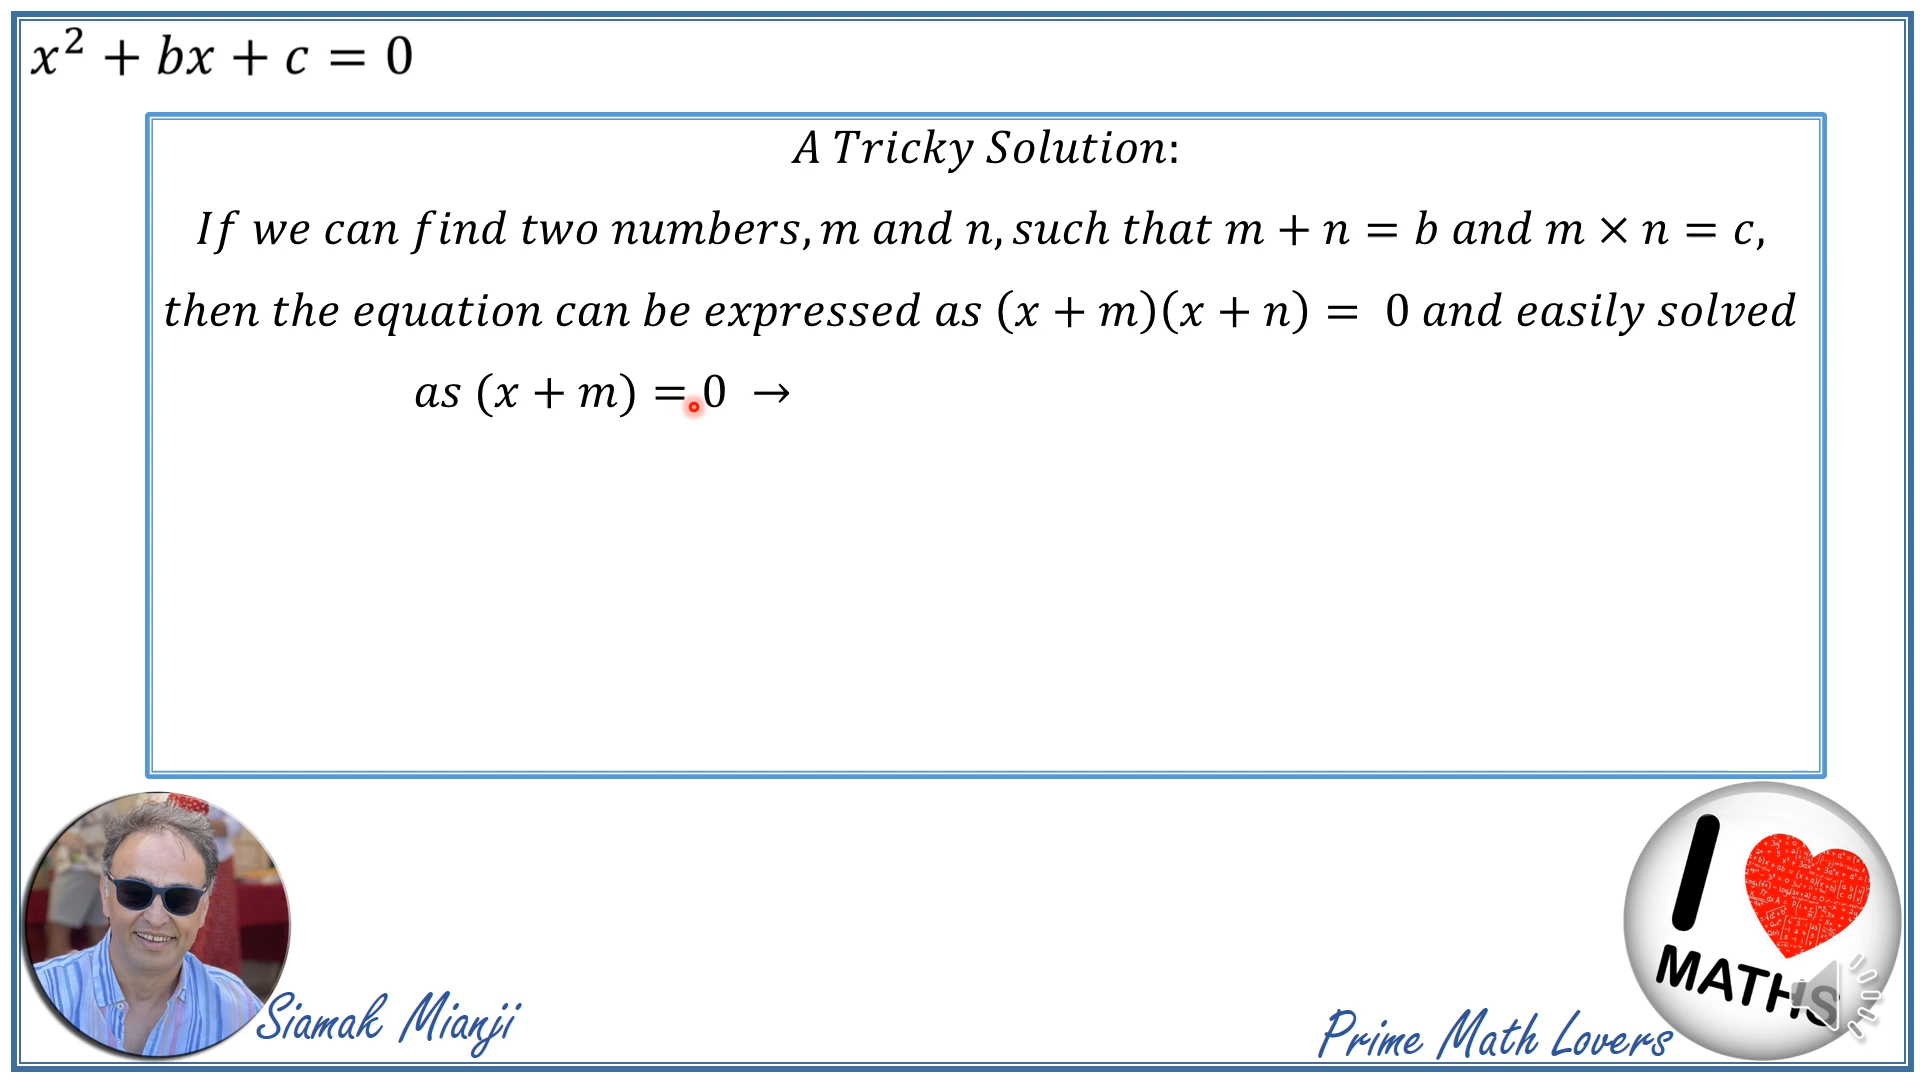 x² + bx + c = 0
A Tricky Solution:
If we can find two numbers, m and n, such that m + n = b and m × n = c,
then the equation can be expressed as (x + m)(x + n) = 0 and easily solved
as (x + m) = 0 →
I
MATHS
Siamak Mianji
Prime Math Lovers